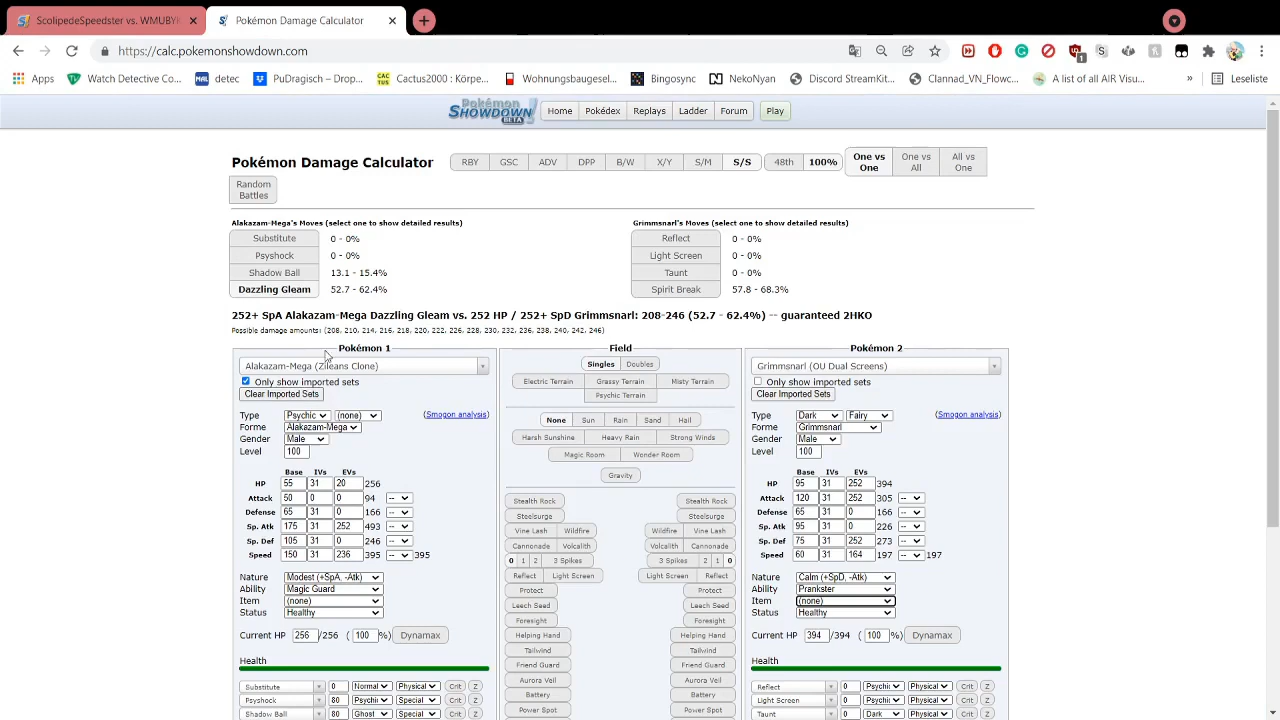 ScolipedeSpeedster vs. WMUBYI Pokémon Damage Calculator
https://calc.pokemonshowdown.com
Apps Watch Detective Co... detec PuDragisch – Drop... Cactus2000 : Körpe... Wohnungsbaugesel... Bingosync NekoNyan Discord StreamKit... Clannad_VN_Flowc... A list of all AIR Visu... » Leseliste
Pokémon Showdown! BETA Home Pokédex Replays Ladder Forum Play
Pokémon Damage Calculator RBY GSC ADV DPP B/W X/Y S/M S/S 48th 100% One vs One One vs All All vs One
Random Battles
Alakazam-Mega's Moves (select one to show detailed results) Grimmsnarl's Moves (select one to show detailed results)
Substitute 0 - 0% Reflect 0 - 0%
Psyshock 0 - 0% Light Screen 0 - 0%
Shadow Ball 13.1 - 15.4% Taunt 0 - 0%
Dazzling Gleam 52.7 - 62.4% Spirit Break 57.8 - 68.3%
252+ SpA Alakazam-Mega Dazzling Gleam vs. 252 HP / 252+ SpD Grimmsnarl: 208-246 (52.7 - 62.4%) -- guaranteed 2HKO
Possible damage amounts: (208, 210, 214, 216, 218, 220, 222, 226, 228, 230, 232, 236, 238, 240, 242, 246)
Pokémon 1 Field Pokémon 2
Alakazam-Mega (Zileans Clone) Singles Doubles Grimmsnarl (OU Dual Screens)
Only show imported sets Electric Terrain Grassy Terrain Misty Terrain Only show imported sets
Clear Imported Sets Psychic Terrain Clear Imported Sets
Type Psychic (none) (Smogon analysis) None Sun Rain Sand Hail Type Dark Fairy (Smogon analysis)
Forme Alakazam-Mega Forme Grimmsnarl
Gender Male Harsh Sunshine Heavy Rain Strong Winds Gender Male
Level 100 Magic Room Wonder Room Level 100
Base IVs EVs Gravity Base IVs EVs
HP 55 31 20 256 HP 95 31 252 394
Attack 50 0 0 94 -- Stealth Rock Stealth Rock Attack 120 31 252 305 --
Defense 65 31 0 166 -- Steelsurge Steelsurge Defense 65 31 0 166 --
Sp. Atk 175 31 252 493 -- Vine Lash Wildfire Wildfire Vine Lash Sp. Atk 95 31 0 226 --
Sp. Def 105 31 0 246 -- Cannonade Volcalith Volcalith Cannonade Sp. Def 75 31 252 273 --
Speed 150 31 236 395 -- 395 0 1 2 3 Spikes 3 Spikes 2 1 0 Speed 60 31 164 197 -- 197
Nature Modest (+SpA, -Atk) Reflect Light Screen Light Screen Reflect Nature Calm (+SpD, -Atk)
Ability Magic Guard Protect Protect Ability Prankster
Item (none) Leech Seed Leech Seed Item (none)
Status Healthy Foresight Foresight Status Healthy
Current HP 256 /256 ( 100 %) Dynamax Helping Hand Helping Hand Current HP 394 /394 ( 100 %) Dynamax
Tailwind Tailwind
Health Friend Guard Friend Guard Health
Aurora Veil Aurora Veil
Substitute 0 Normal Physical Crit Z Battery Battery Reflect 0 Psychi Physical Crit Z
Psyshock 80 Psychi Special Crit Z Power Spot Power Spot Light Screen 0 Psychi Physical Crit Z
Shadow Ball 80 Ghost Special Crit Z Taunt 0 Dark Physical Crit Z